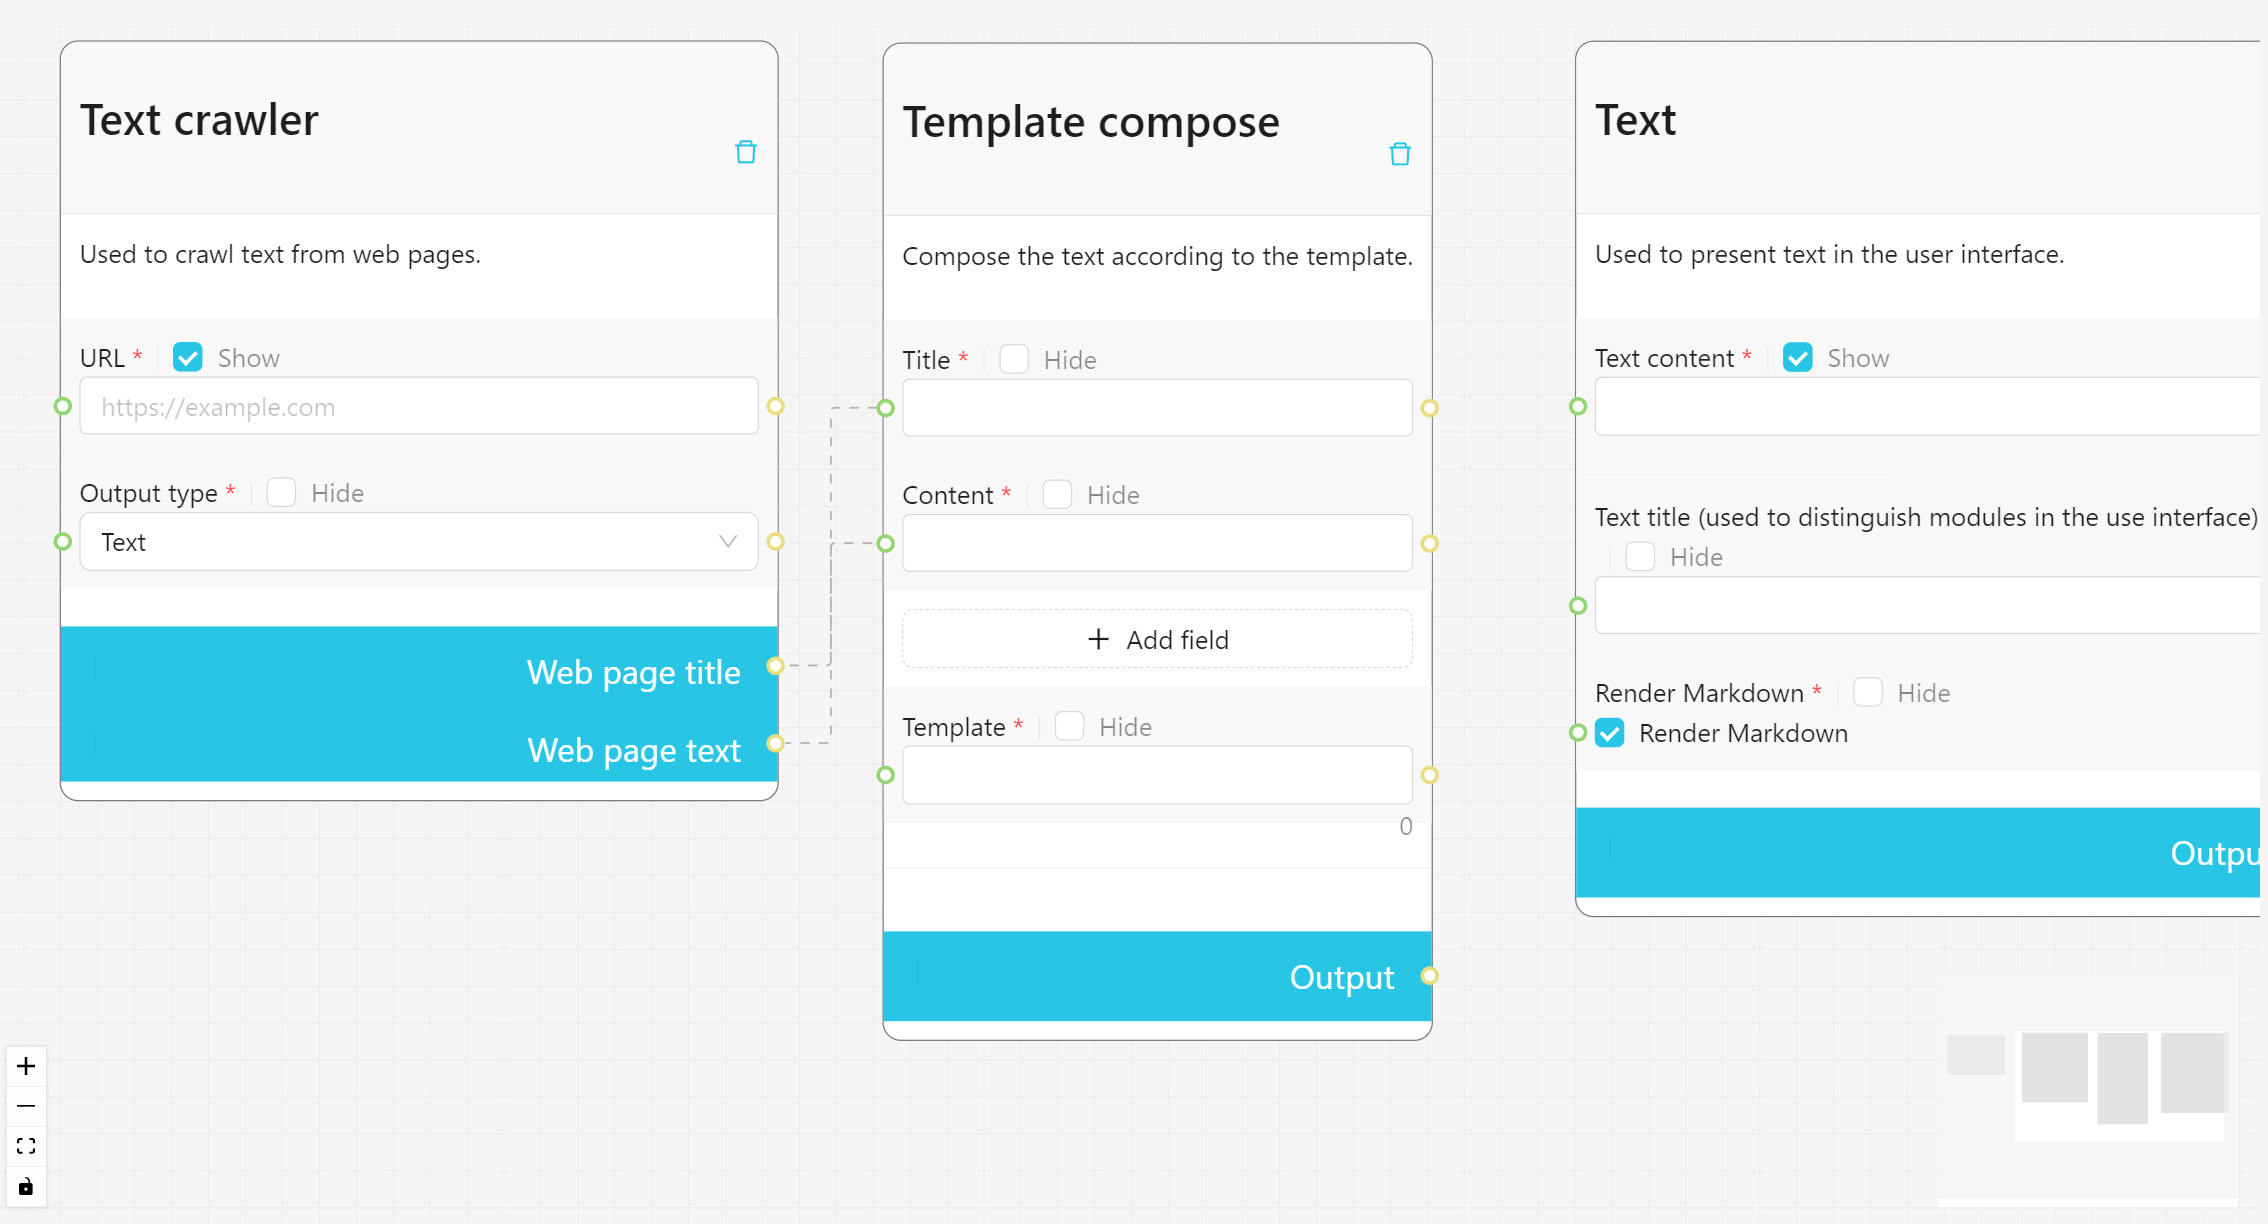 Text crawler
Used to crawl text from web pages.
URL * Show
https://example.com
Output type * Hide
Text
Web page title
Web page text
Template compose
Compose the text according to the template.
Title * Hide
Content * Hide
Add field
Template * Hide
0
Output
Text
Used to present text in the user interface.
Text content * Show
Text title (used to distinguish modules in the use interface)
Hide
Render Markdown * Hide
Render Markdown
Outpu